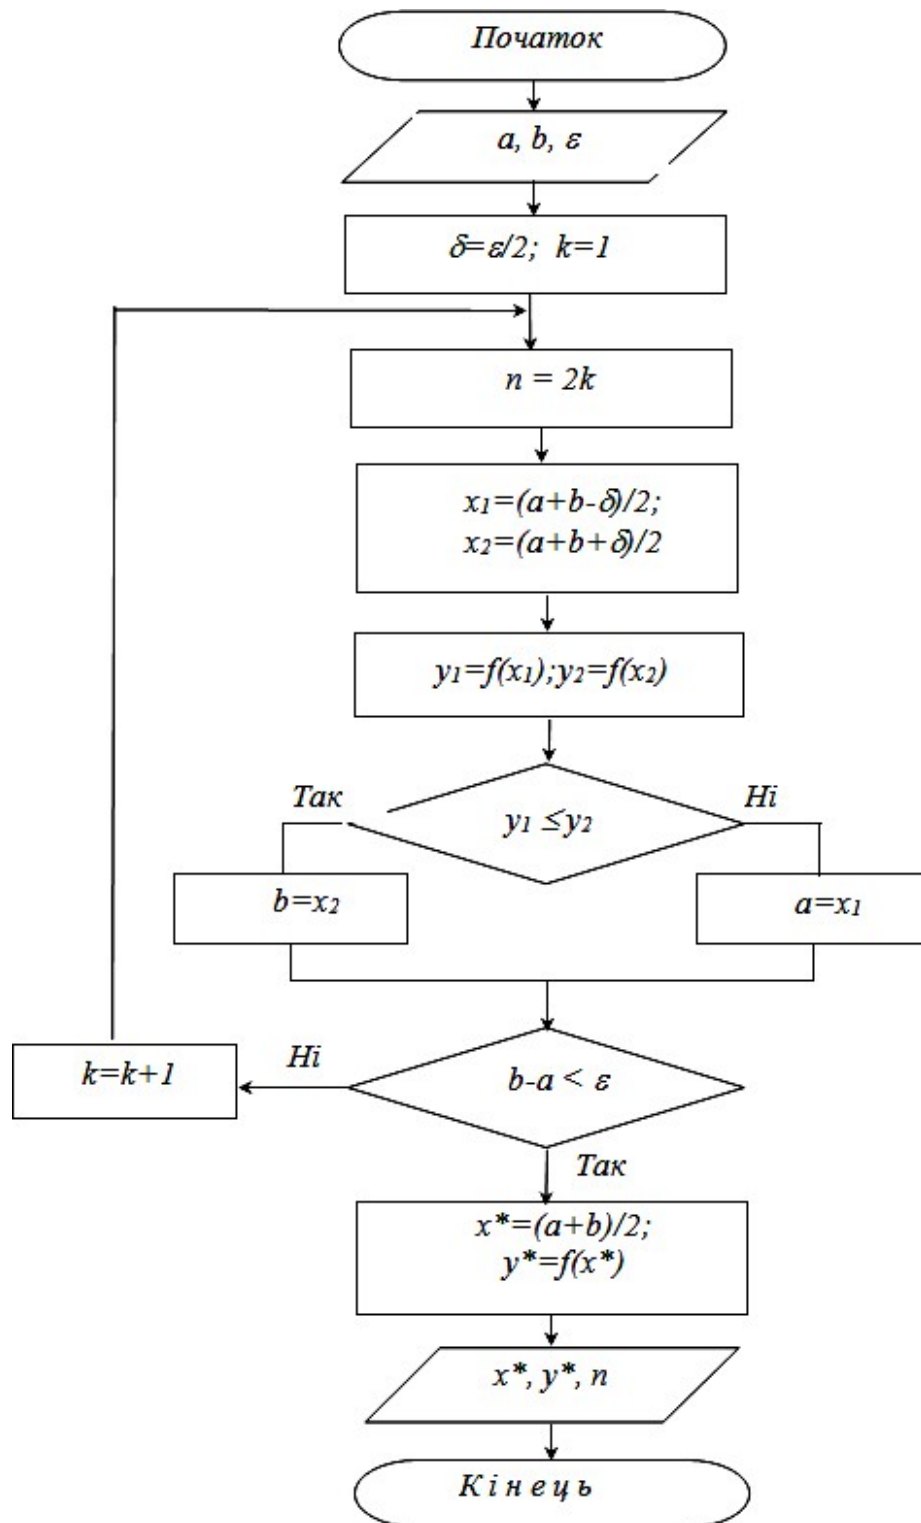 Початок
a, b, ε
δ=ε/2; k=1
n = 2k
x₁=(a+b-δ)/2;
x₂=(a+b+δ)/2
y₁=f(x₁);y₂=f(x₂)
Так
Ні
y₁ ≤y₂
b=x₂
a=x₁
k=k+1
Ні
b-a < ε
Так
x*=(a+b)/2;
y*=f(x*)
x*, y*, n
Кінець